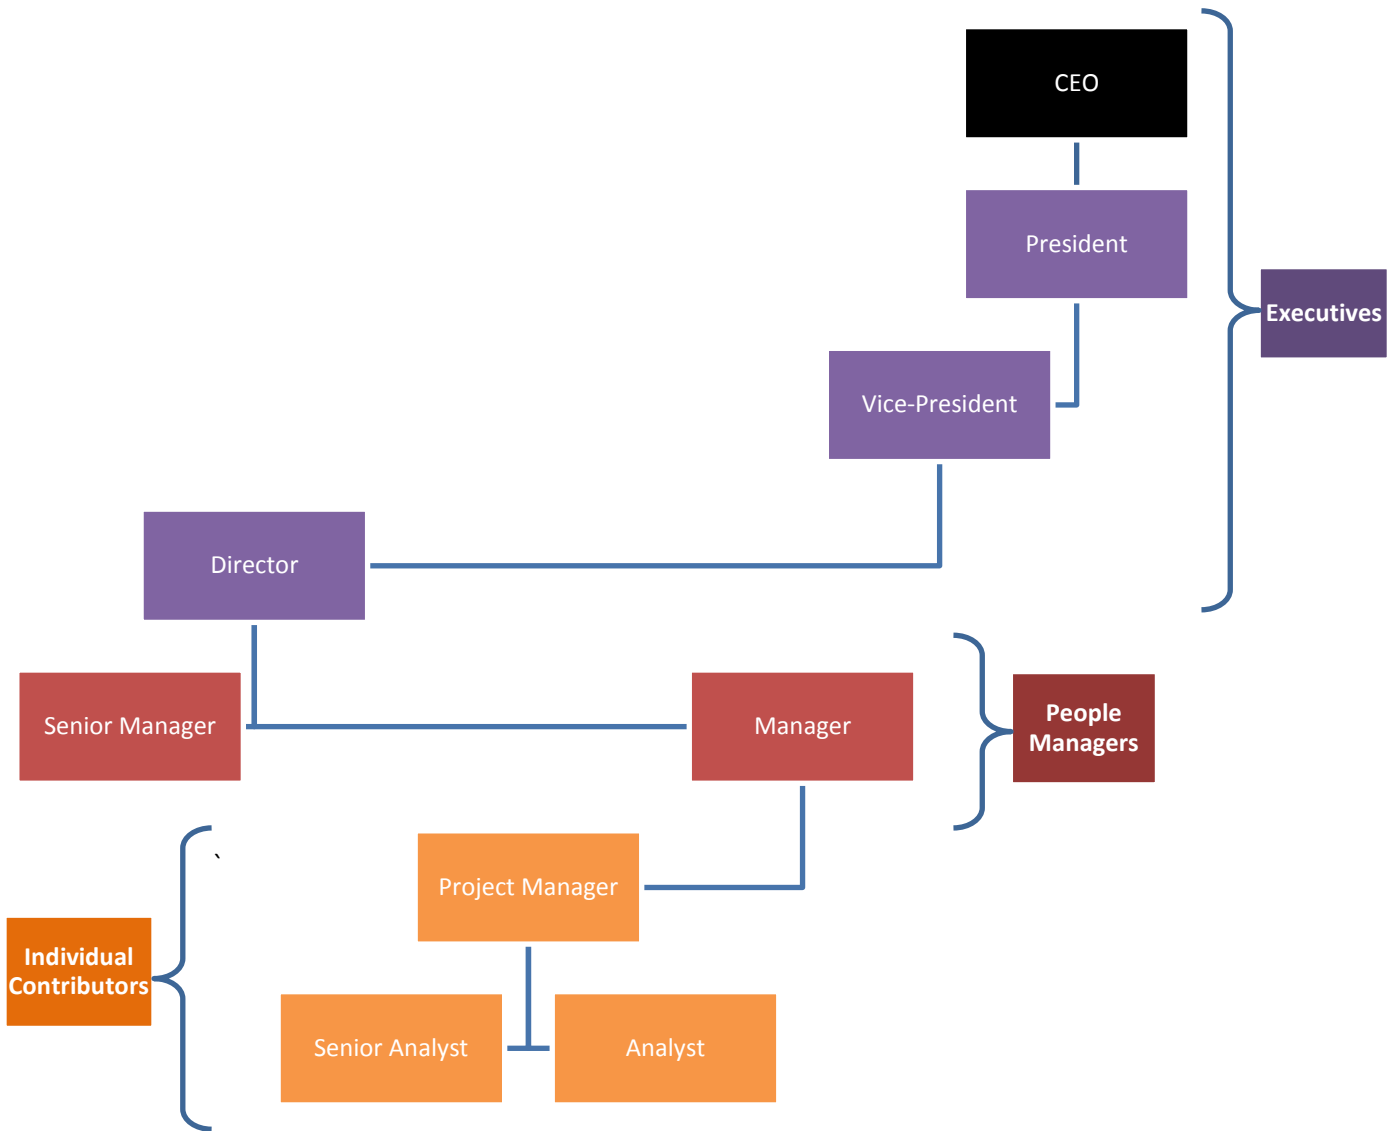 CEO
President
Executives
Vice-President
Director
Senior Manager
Manager
People
Managers
`
Project Manager
Individual
Contributors
Senior Analyst
Analyst